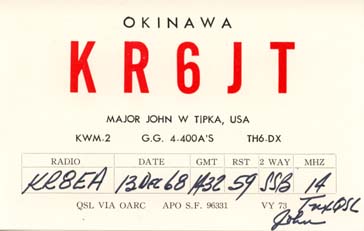 OKINAWA
KR6JT
MAJOR JOHN W TIPKA, USA
KWM-2 G.G. 4-400A'S TH6-DX
RADIO DATE GMT RST 2 WAY MHZ
KR8EA 13 DEC 68 1432 59 SSB 14
TNX QSL
QSL VIA OARC APO S.F. 96331 VY 73 John